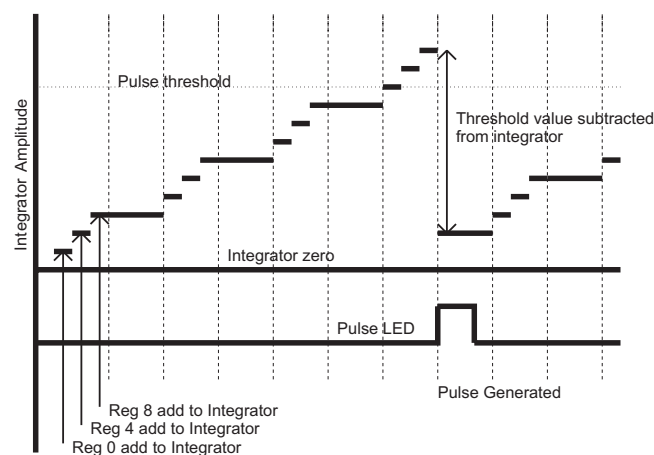 Pulse threshold
Threshold value subtracted
from integrator
Integrator Amplitude
Integrator zero
Pulse LED
Pulse Generated
Reg 8 add to Integrator
Reg 4 add to Integrator
Reg 0 add to Integrator